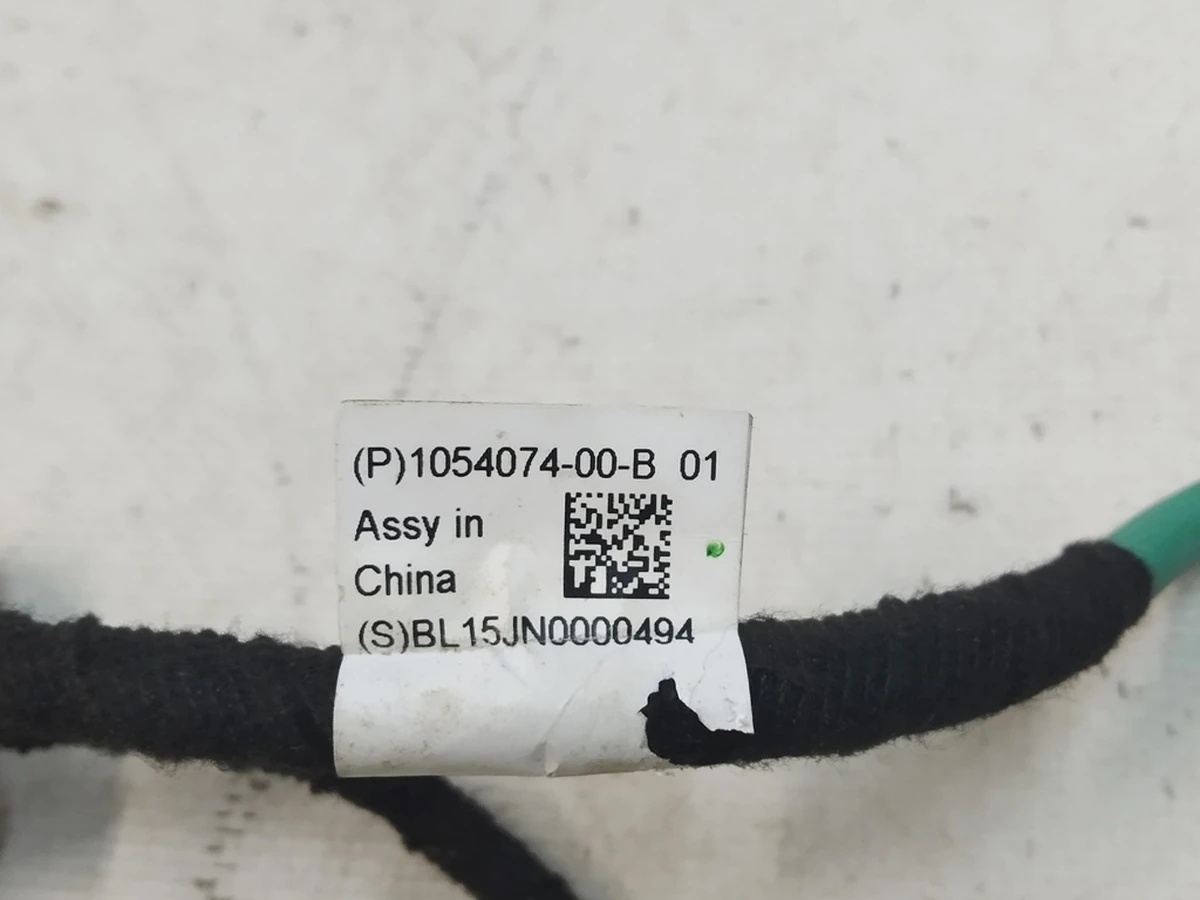 (P)1054074-00-B 01
Assy in
China
(S)BL15JN0000494